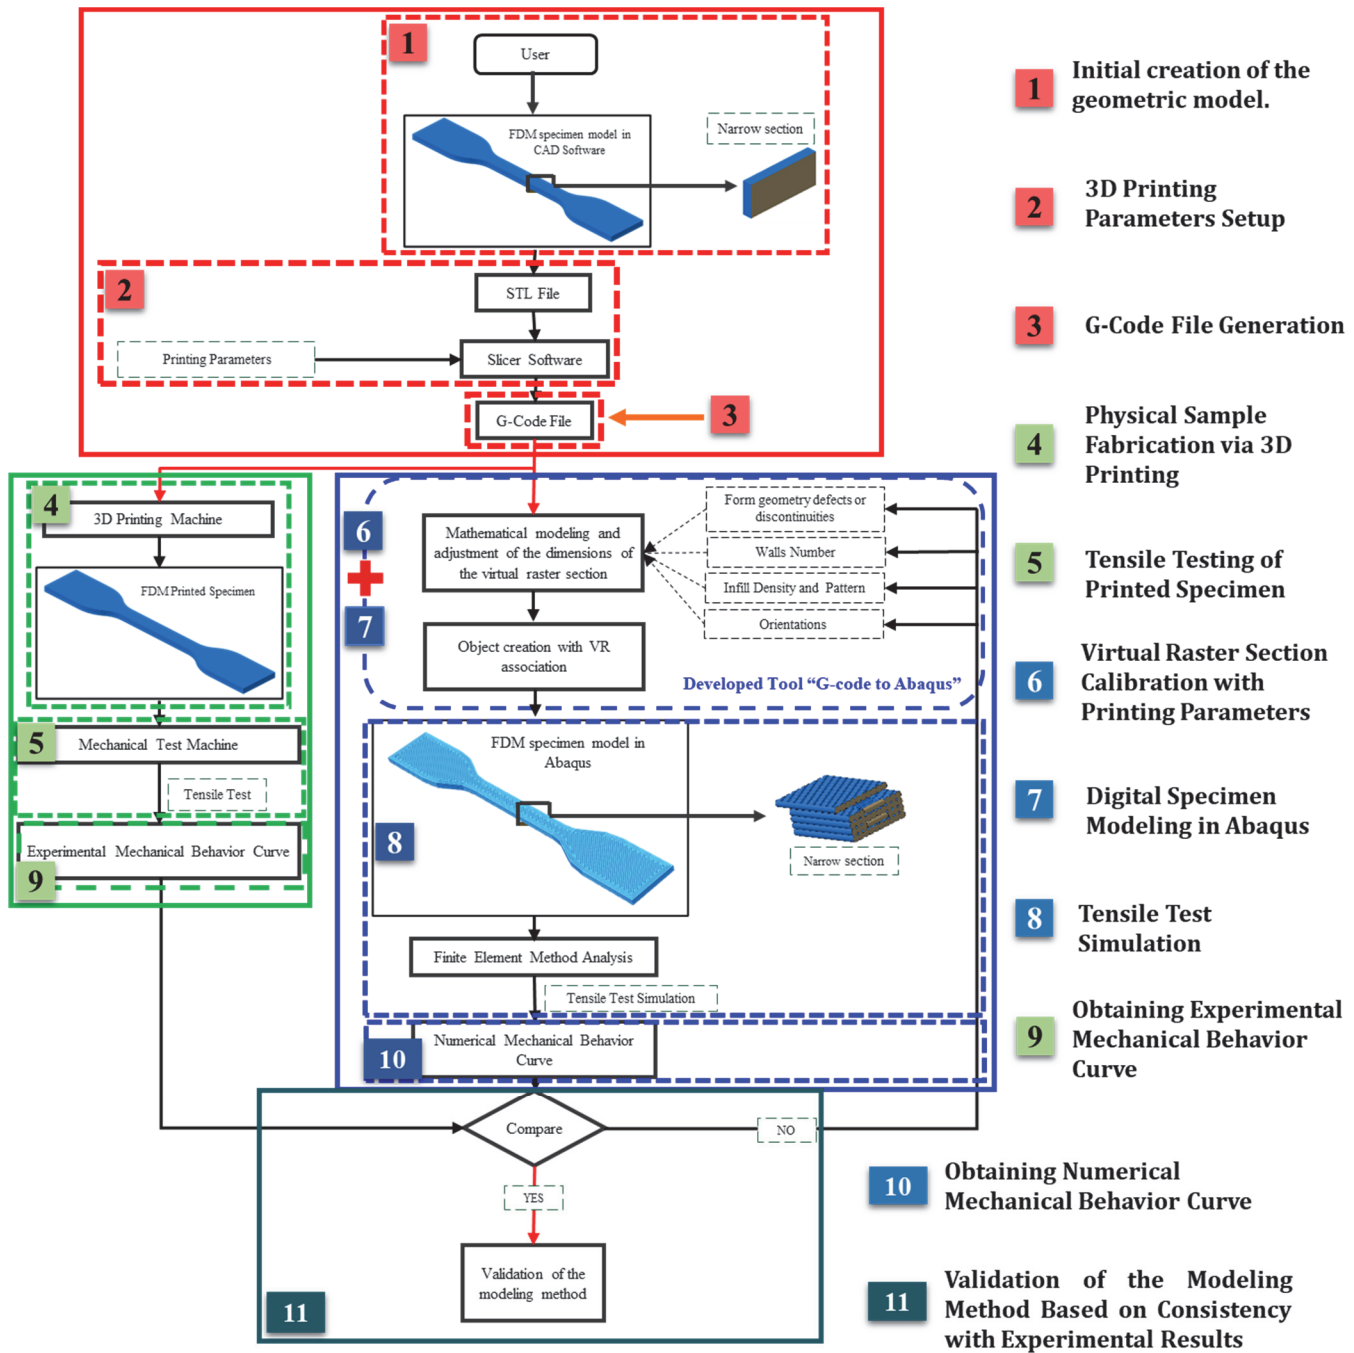 1
User
FDM specimen model in
CAD Software
Narrow section
2
STL File
Printing Parameters
Slicer Software
G-Code File
3
4
3D Printing Machine
FDM Printed Specimen
5
Mechanical Test Machine
Tensile Test
Experimental Mechanical Behavior Curve
9
6
7
Mathematical modeling and
adjustment of the dimensions of
the virtual raster section
Form geometry defects or
discontinuities
Walls Number
Infill Density and Pattern
Orientations
Object creation with VR
association
Developed Tool “G-code to Abaqus”
FDM specimen model in
Abaqus
8
Narrow section
Finite Element Method Analysis
Tensile Test Simulation
10
Numerical Mechanical Behavior
Curve
Compare
NO
YES
Validation of the
modeling method
11
1
Initial creation of the
geometric model.
2
3D Printing
Parameters Setup
3
G-Code File Generation
4
Physical Sample
Fabrication via 3D
Printing
5
Tensile Testing of
Printed Specimen
6
Virtual Raster Section
Calibration with
Printing Parameters
7
Digital Specimen
Modeling in Abaqus
8
Tensile Test
Simulation
9
Obtaining Experimental
Mechanical Behavior
Curve
10
Obtaining Numerical
Mechanical Behavior Curve
11
Validation of the Modeling
Method Based on Consistency
with Experimental Results